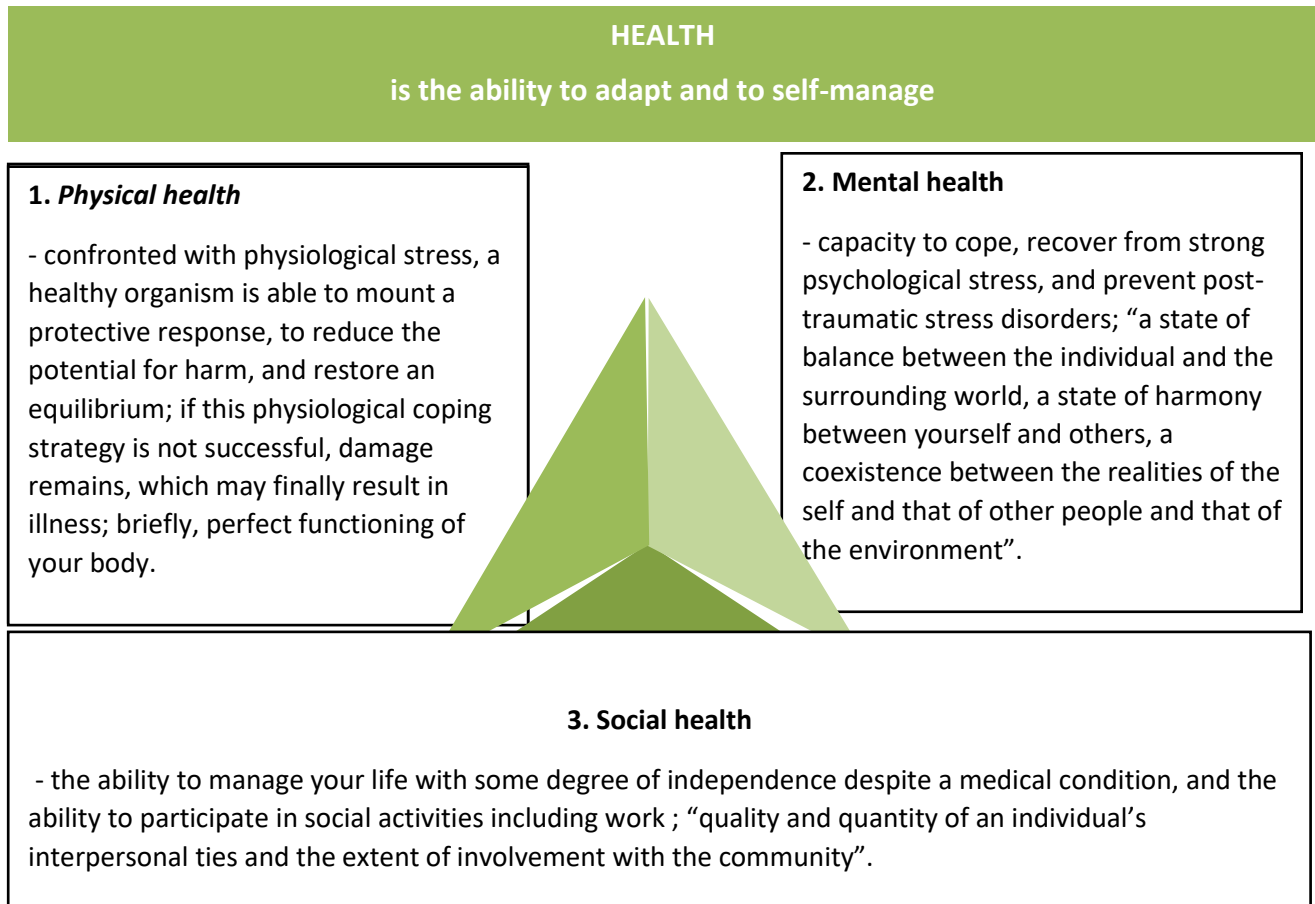 HEALTH
is the ability to adapt and to self-manage
1. Physical health
- confronted with physiological stress, a
healthy organism is able to mount a
protective response, to reduce the
potential for harm, and restore an
equilibrium; if this physiological coping
strategy is not successful, damage
remains, which may finally result in
illness; briefly, perfect functioning of
your body.
2. Mental health
- capacity to cope, recover from strong
psychological stress, and prevent post-
traumatic stress disorders; “a state of
balance between the individual and the
surrounding world, a state of harmony
between yourself and others, a
coexistence between the realities of the
self and that of other people and that of
the environment”.
3. Social health
- the ability to manage your life with some degree of independence despite a medical condition, and the
ability to participate in social activities including work ; “quality and quantity of an individual’s
interpersonal ties and the extent of involvement with the community”.